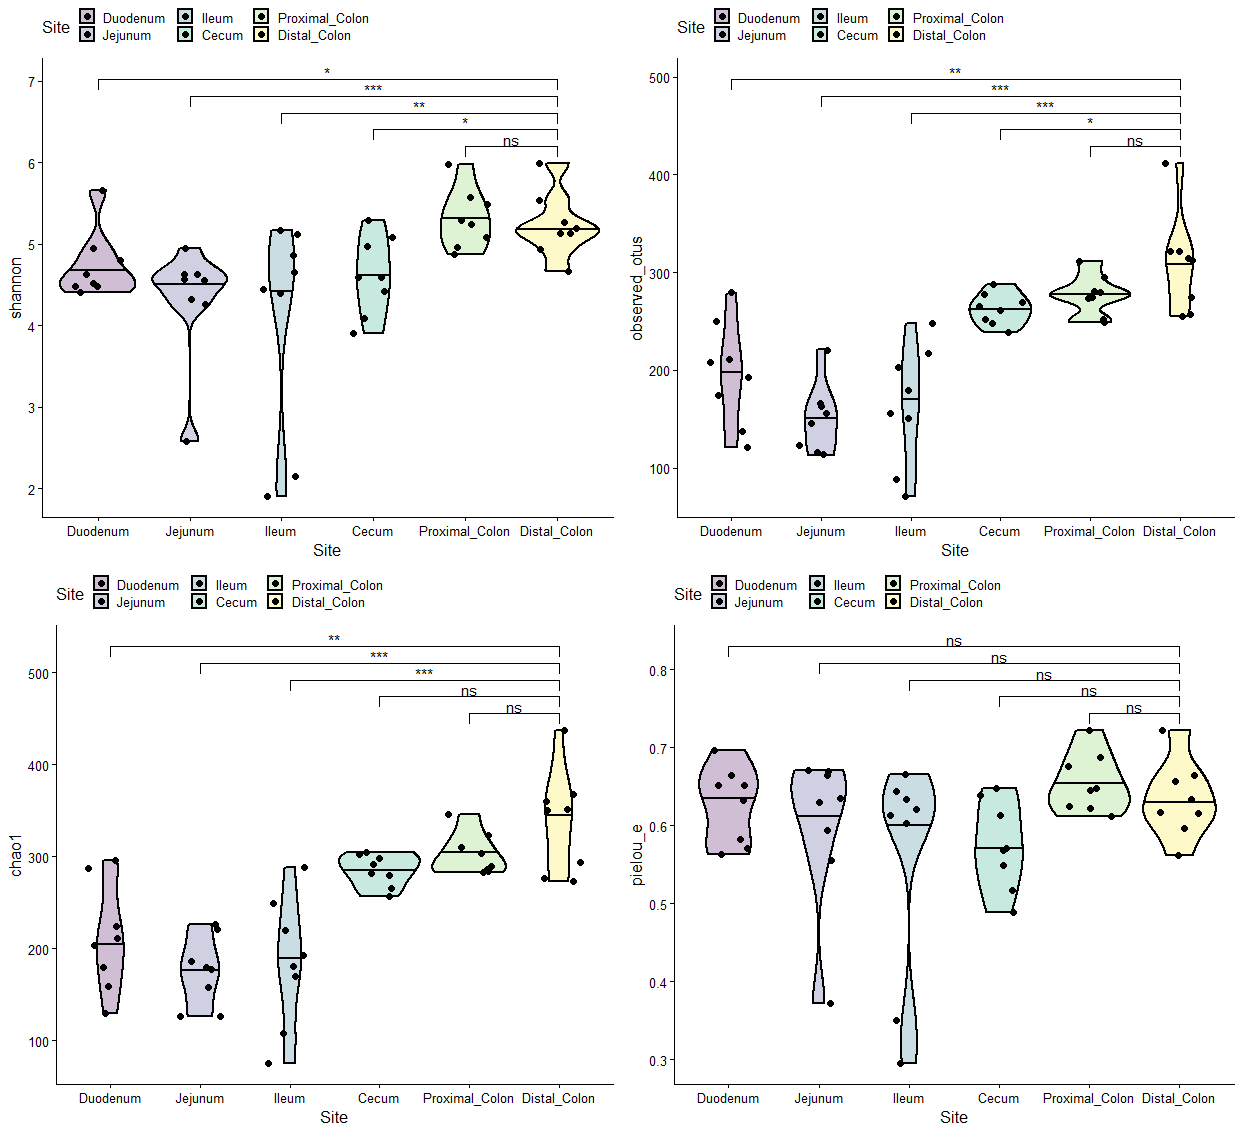 Site Duodenum Ileum Proximal_Colon
Jejunum Cecum Distal_Colon
shannon
7
6
5
4
3
2
*
***
**
*
ns
Duodenum Jejunum Ileum Cecum Proximal_Colon Distal_Colon
Site
Site Duodenum Ileum Proximal_Colon
Jejunum Cecum Distal_Colon
observed_otus
500
400
300
200
100
**
***
***
*
ns
Duodenum Jejunum Ileum Cecum Proximal_Colon Distal_Colon
Site
Site Duodenum Ileum Proximal_Colon
Jejunum Cecum Distal_Colon
chao1
500
400
300
200
100
**
***
***
ns
ns
Duodenum Jejunum Ileum Cecum Proximal_Colon Distal_Colon
Site
Site Duodenum Ileum Proximal_Colon
Jejunum Cecum Distal_Colon
pielou_e
0.8
0.7
0.6
0.5
0.4
0.3
ns
ns
ns
ns
ns
Duodenum Jejunum Ileum Cecum Proximal_Colon Distal_Colon
Site